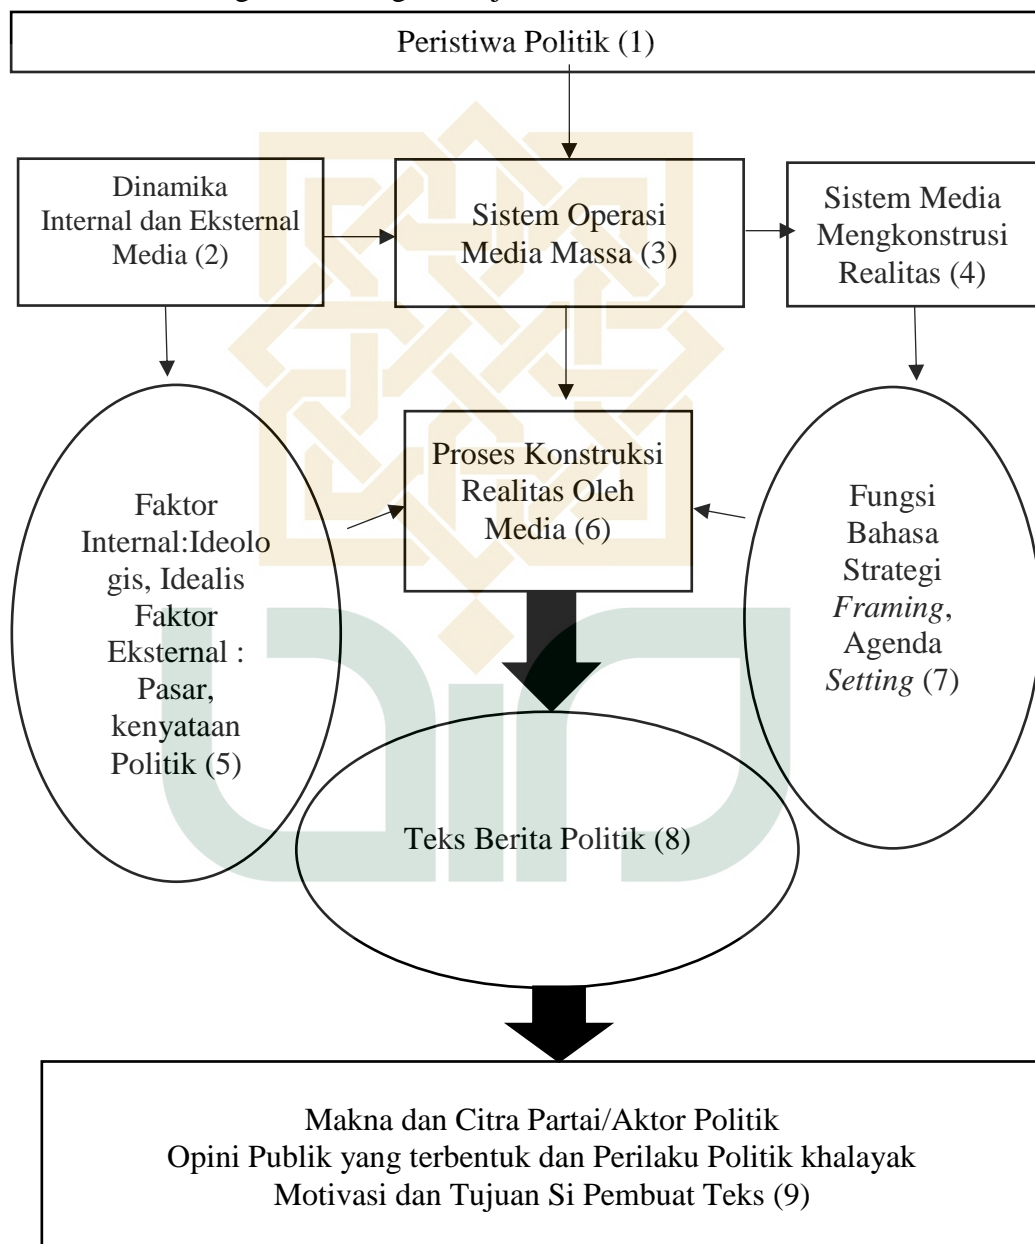 Peristiwa Politik (1)
Dinamika
Internal dan Eksternal
Media (2)
Sistem Operasi
Media Massa (3)
Sistem Media
Mengkonstrusi
Realitas (4)
Faktor
Internal:Ideolo
gis, Idealis
Faktor
Eksternal :
Pasar,
kenyataan
Politik (5)
Proses Konstruksi
Realitas Oleh
Media (6)
Fungsi
Bahasa
Strategi
Framing,
Agenda
Setting (7)
Teks Berita Politik (8)
Makna dan Citra Partai/Aktor Politik
Opini Publik yang terbentuk dan Perilaku Politik khalayak
Motivasi dan Tujuan Si Pembuat Teks (9)